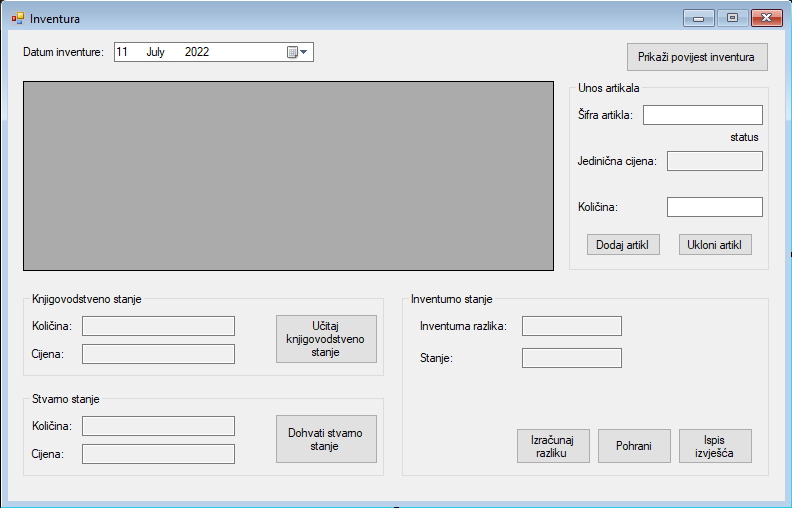 Inventura
Datum inventure: 11 July 2022
Prikaži povijest inventura
Unos artikala
Šifra artikla:
status
Jedinična cijena:
Količina:
Dodaj artikl
Ukloni artikl
Knjigovodstveno stanje
Količina:
Cijena:
Učitaj
knjigovodstveno
stanje
Stvarno stanje
Količina:
Cijena:
Dohvati stvarno
stanje
Inventurno stanje
Inventurna razlika:
Stanje:
Izračunaj
razliku
Pohrani
Ispis
izvješća